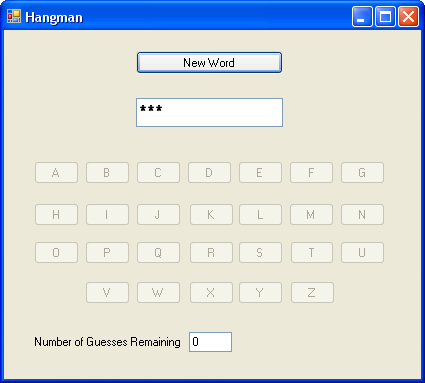 Hangman
New Word
***
A B C D E F G
H I J K L M N
O P Q R S T U
V W X Y Z
Number of Guesses Remaining 0